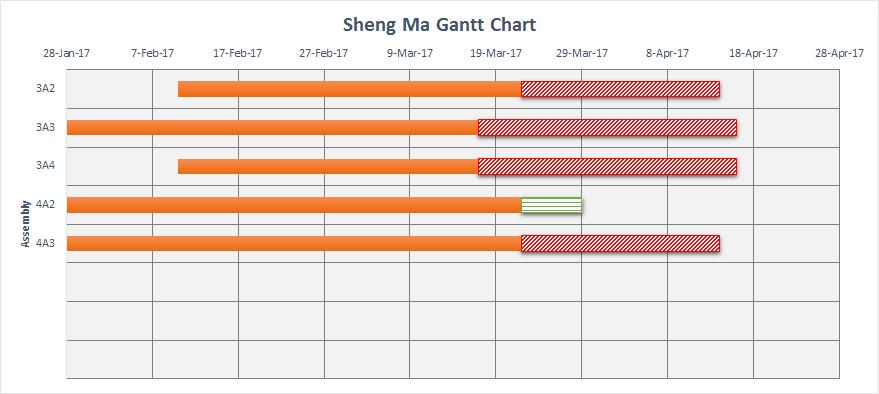 Sheng Ma Gantt Chart
28-Jan-17 7-Feb-17 17-Feb-17 27-Feb-17 9-Mar-17 19-Mar-17 29-Mar-17 8-Apr-17 18-Apr-17 28-Apr-17
3A2
3A3
3A4
4A2
4A3
Assembly